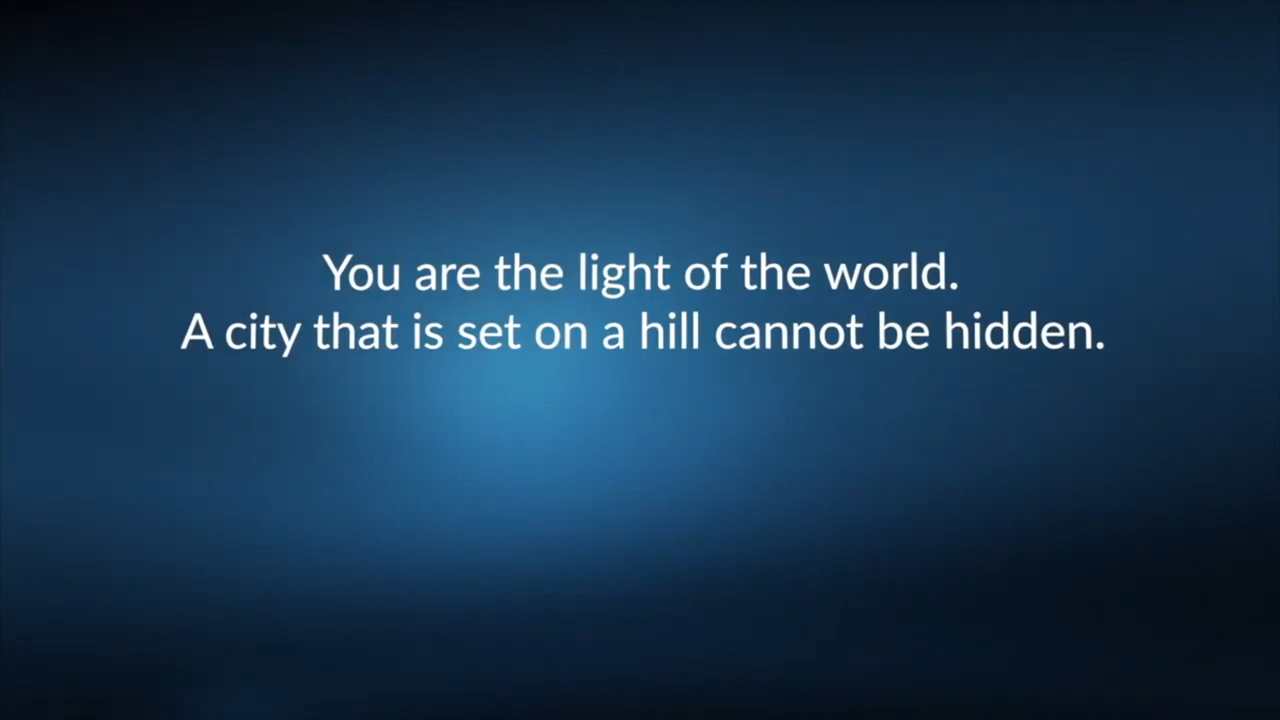 You are the light of the world.
A city that is set on a hill cannot be hidden.